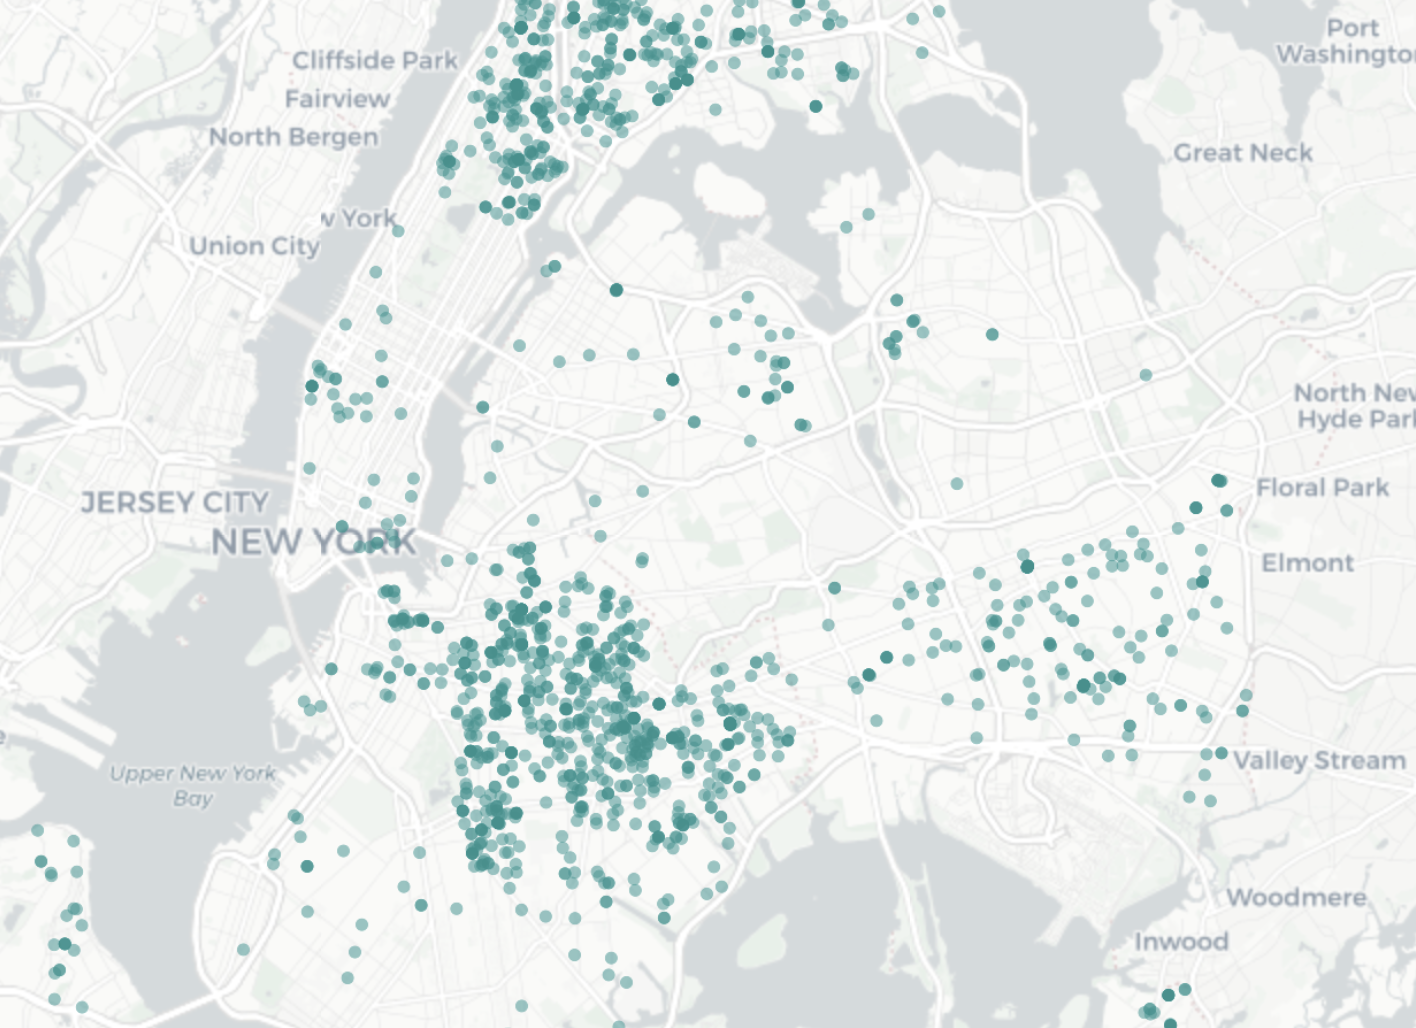 Port
Washington
Cliffside Park
Fairview
North Bergen
Great Neck
w York
Union City
North New
Hyde Park
JERSEY CITY
Floral Park
NEW YORK
Elmont
Valley Stream
Upper New York
Bay
Woodmere
Inwood